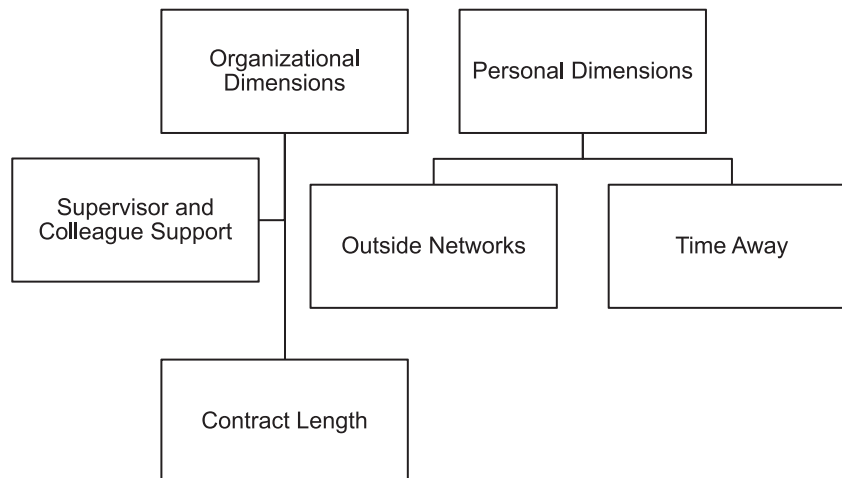 Organizational
Dimensions
Personal Dimensions
Supervisor and
Colleague Support
Outside Networks
Time Away
Contract Length